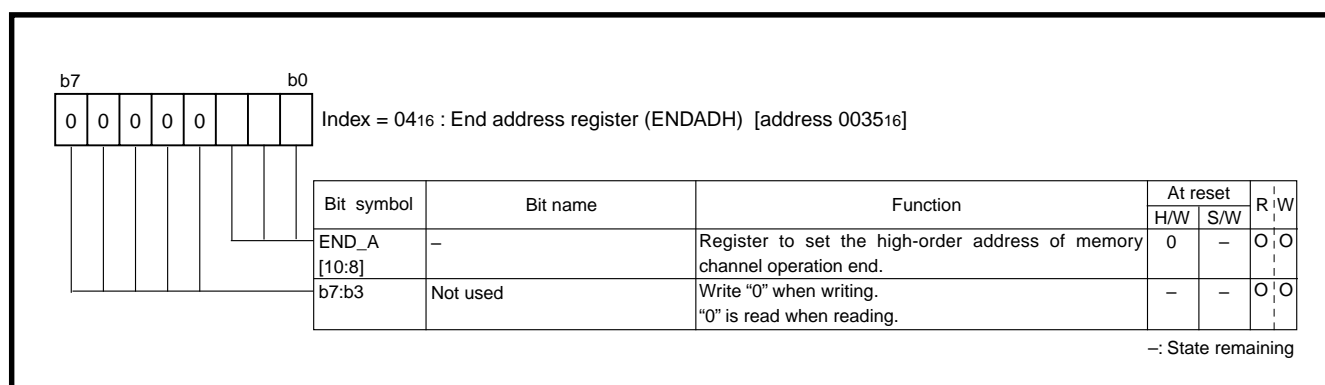 b7 b0
0 0 0 0 0
Index = 0416 : End address register (ENDADH) [address 003516]
Bit symbol Bit name Function At reset R W
H/W S/W
END_A – Register to set the high-order address of memory 0 – O O
[10:8] channel operation end.
b7:b3 Not used Write “0” when writing. – – O O
“0” is read when reading.
–: State remaining